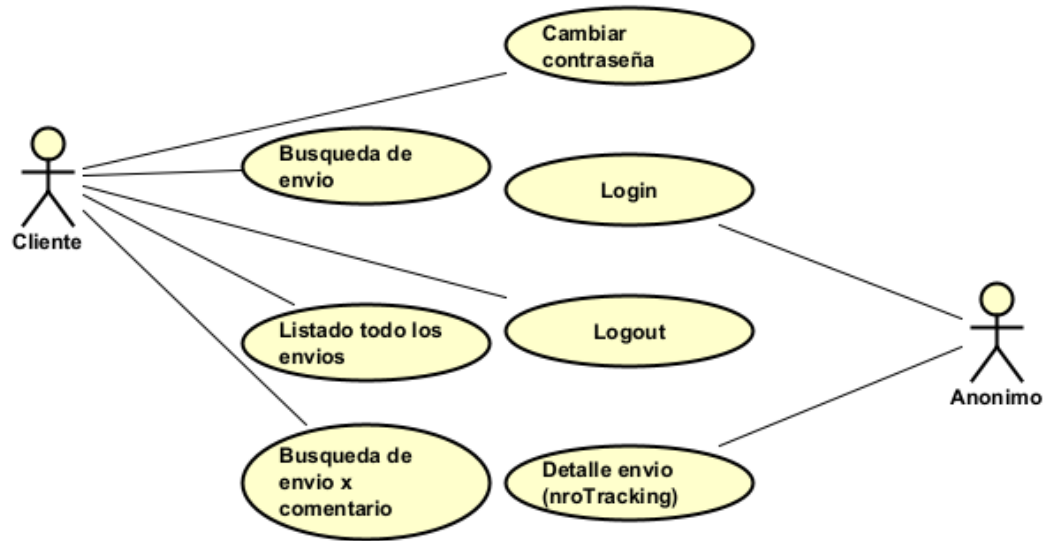 Cambiar
contraseña
Busqueda de
envio
Login
Cliente
Listado todo los
envios
Logout
Anonimo
Busqueda de
envio x
comentario
Detalle envio
(nroTracking)